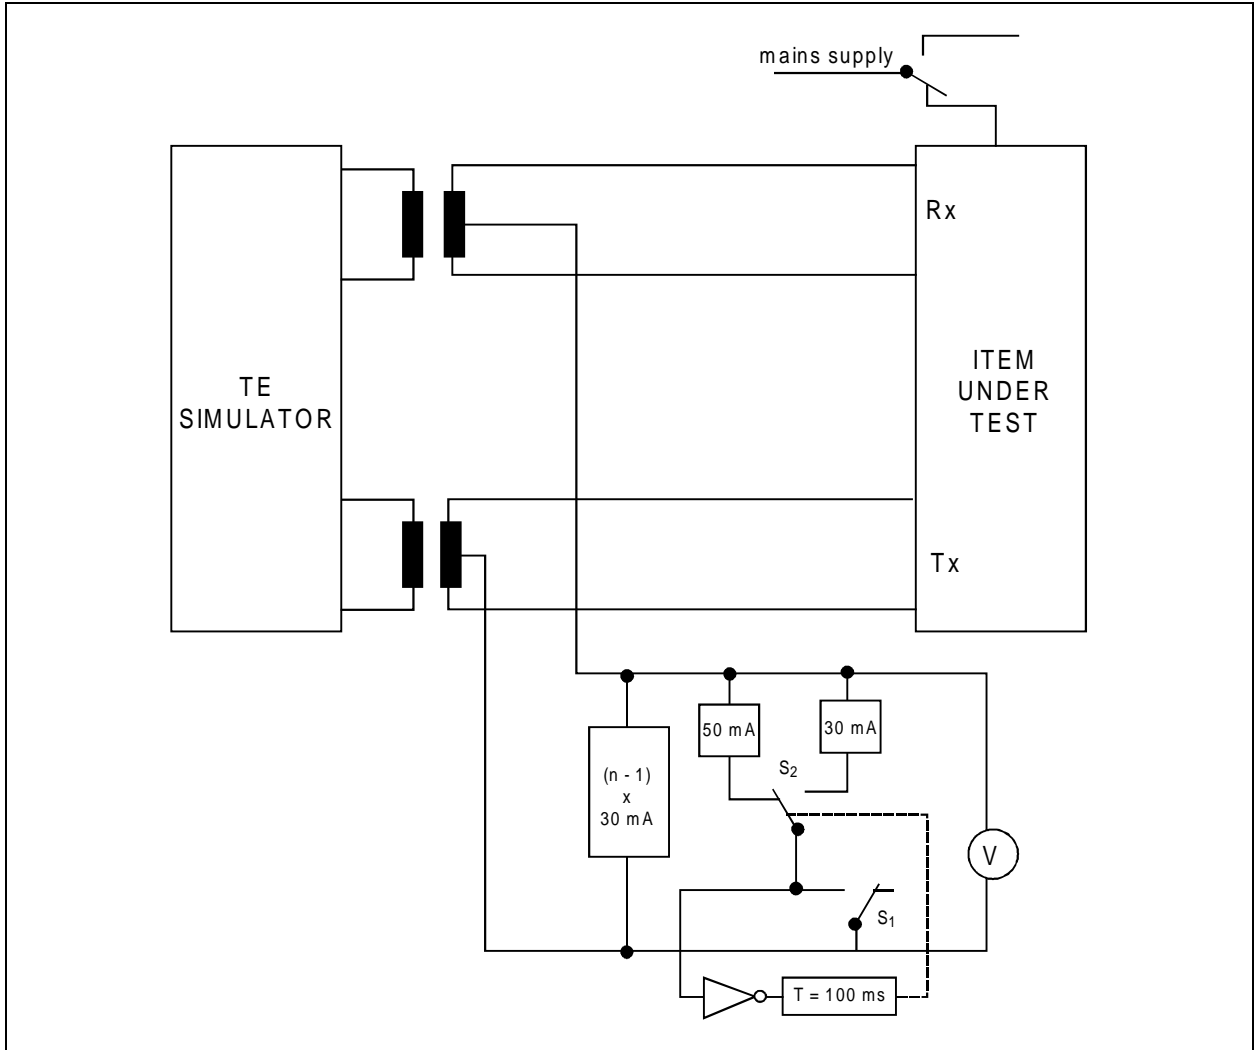 mains supply
Rx
TE
SIMULATOR
ITEM
UNDER
TEST
Tx
50 mA
30 mA
S2
(n - 1)
x
30 mA
V
S1
T = 100 ms